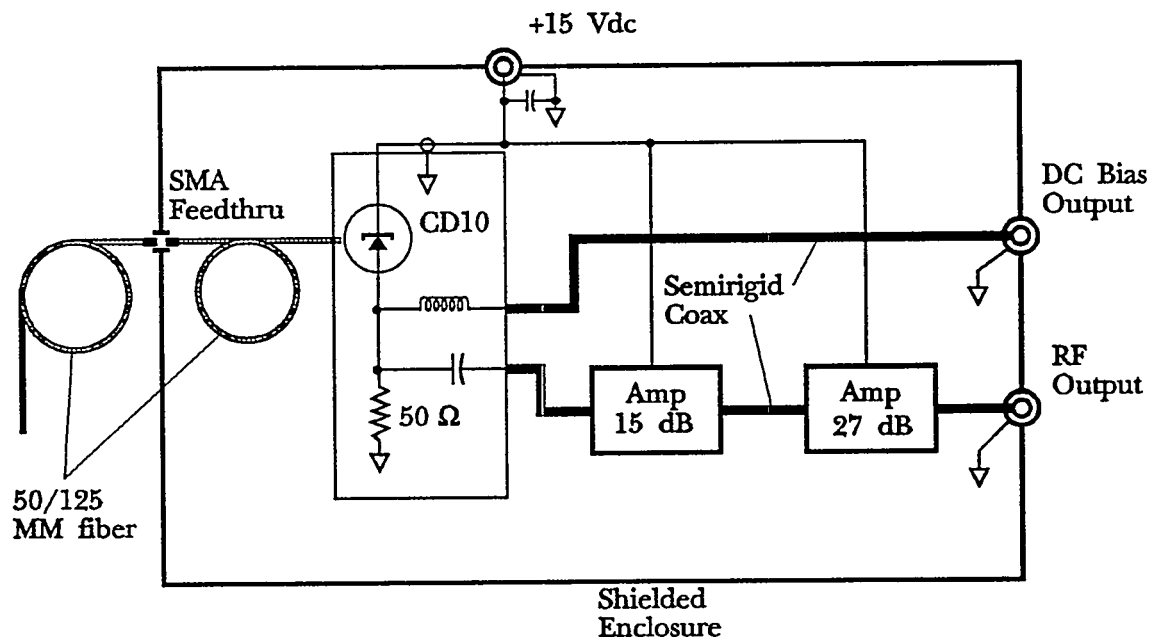 +15 Vdc
SMA
Feedthru
CD10
DC Bias
Output
Semirigid
Coax
RF
Output
Amp
15 dB
Amp
27 dB
50 Ω
50/125
MM fiber
Shielded
Enclosure